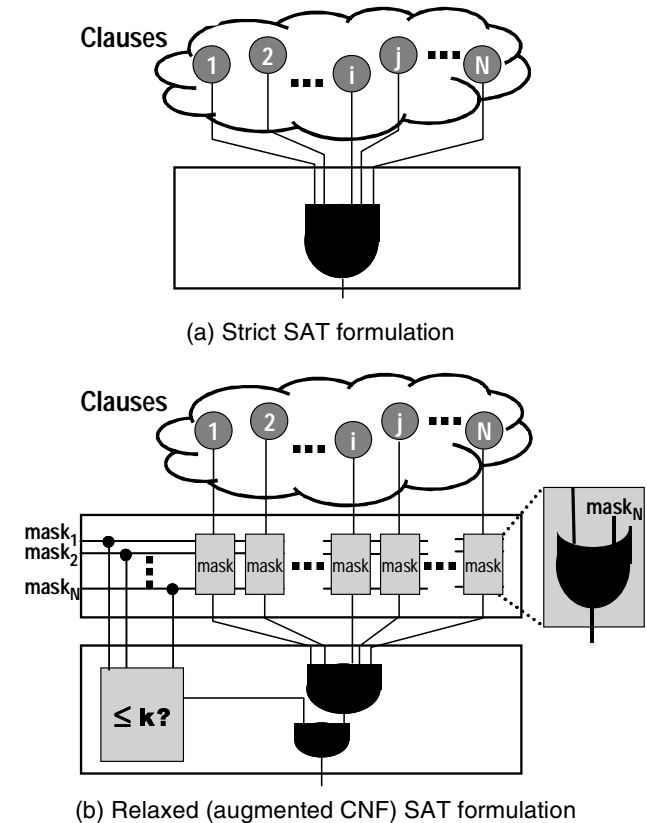 Clauses
1 2 i j N
(a) Strict SAT formulation
Clauses
1 2 i j N
mask1
mask2
maskN
mask mask mask mask mask
maskN
≤ k?
(b) Relaxed (augmented CNF) SAT formulation